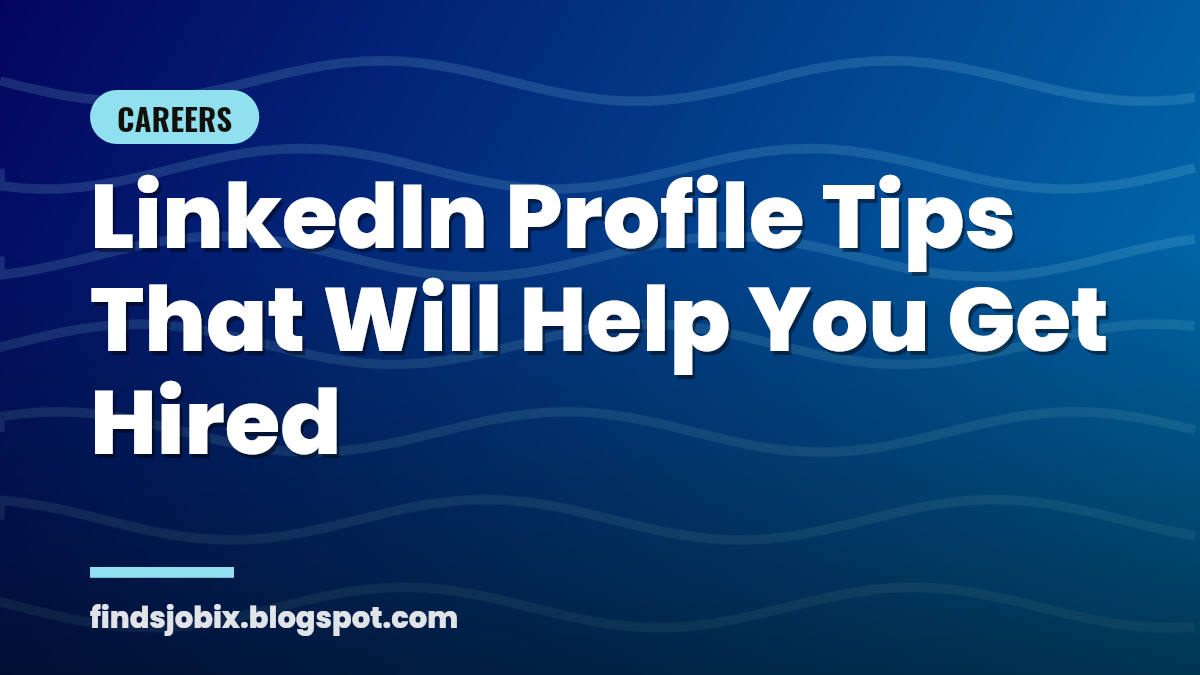 CAREERS
LinkedIn Profile Tips
That Will Help You Get
Hired
findsjobix.blogspot.com